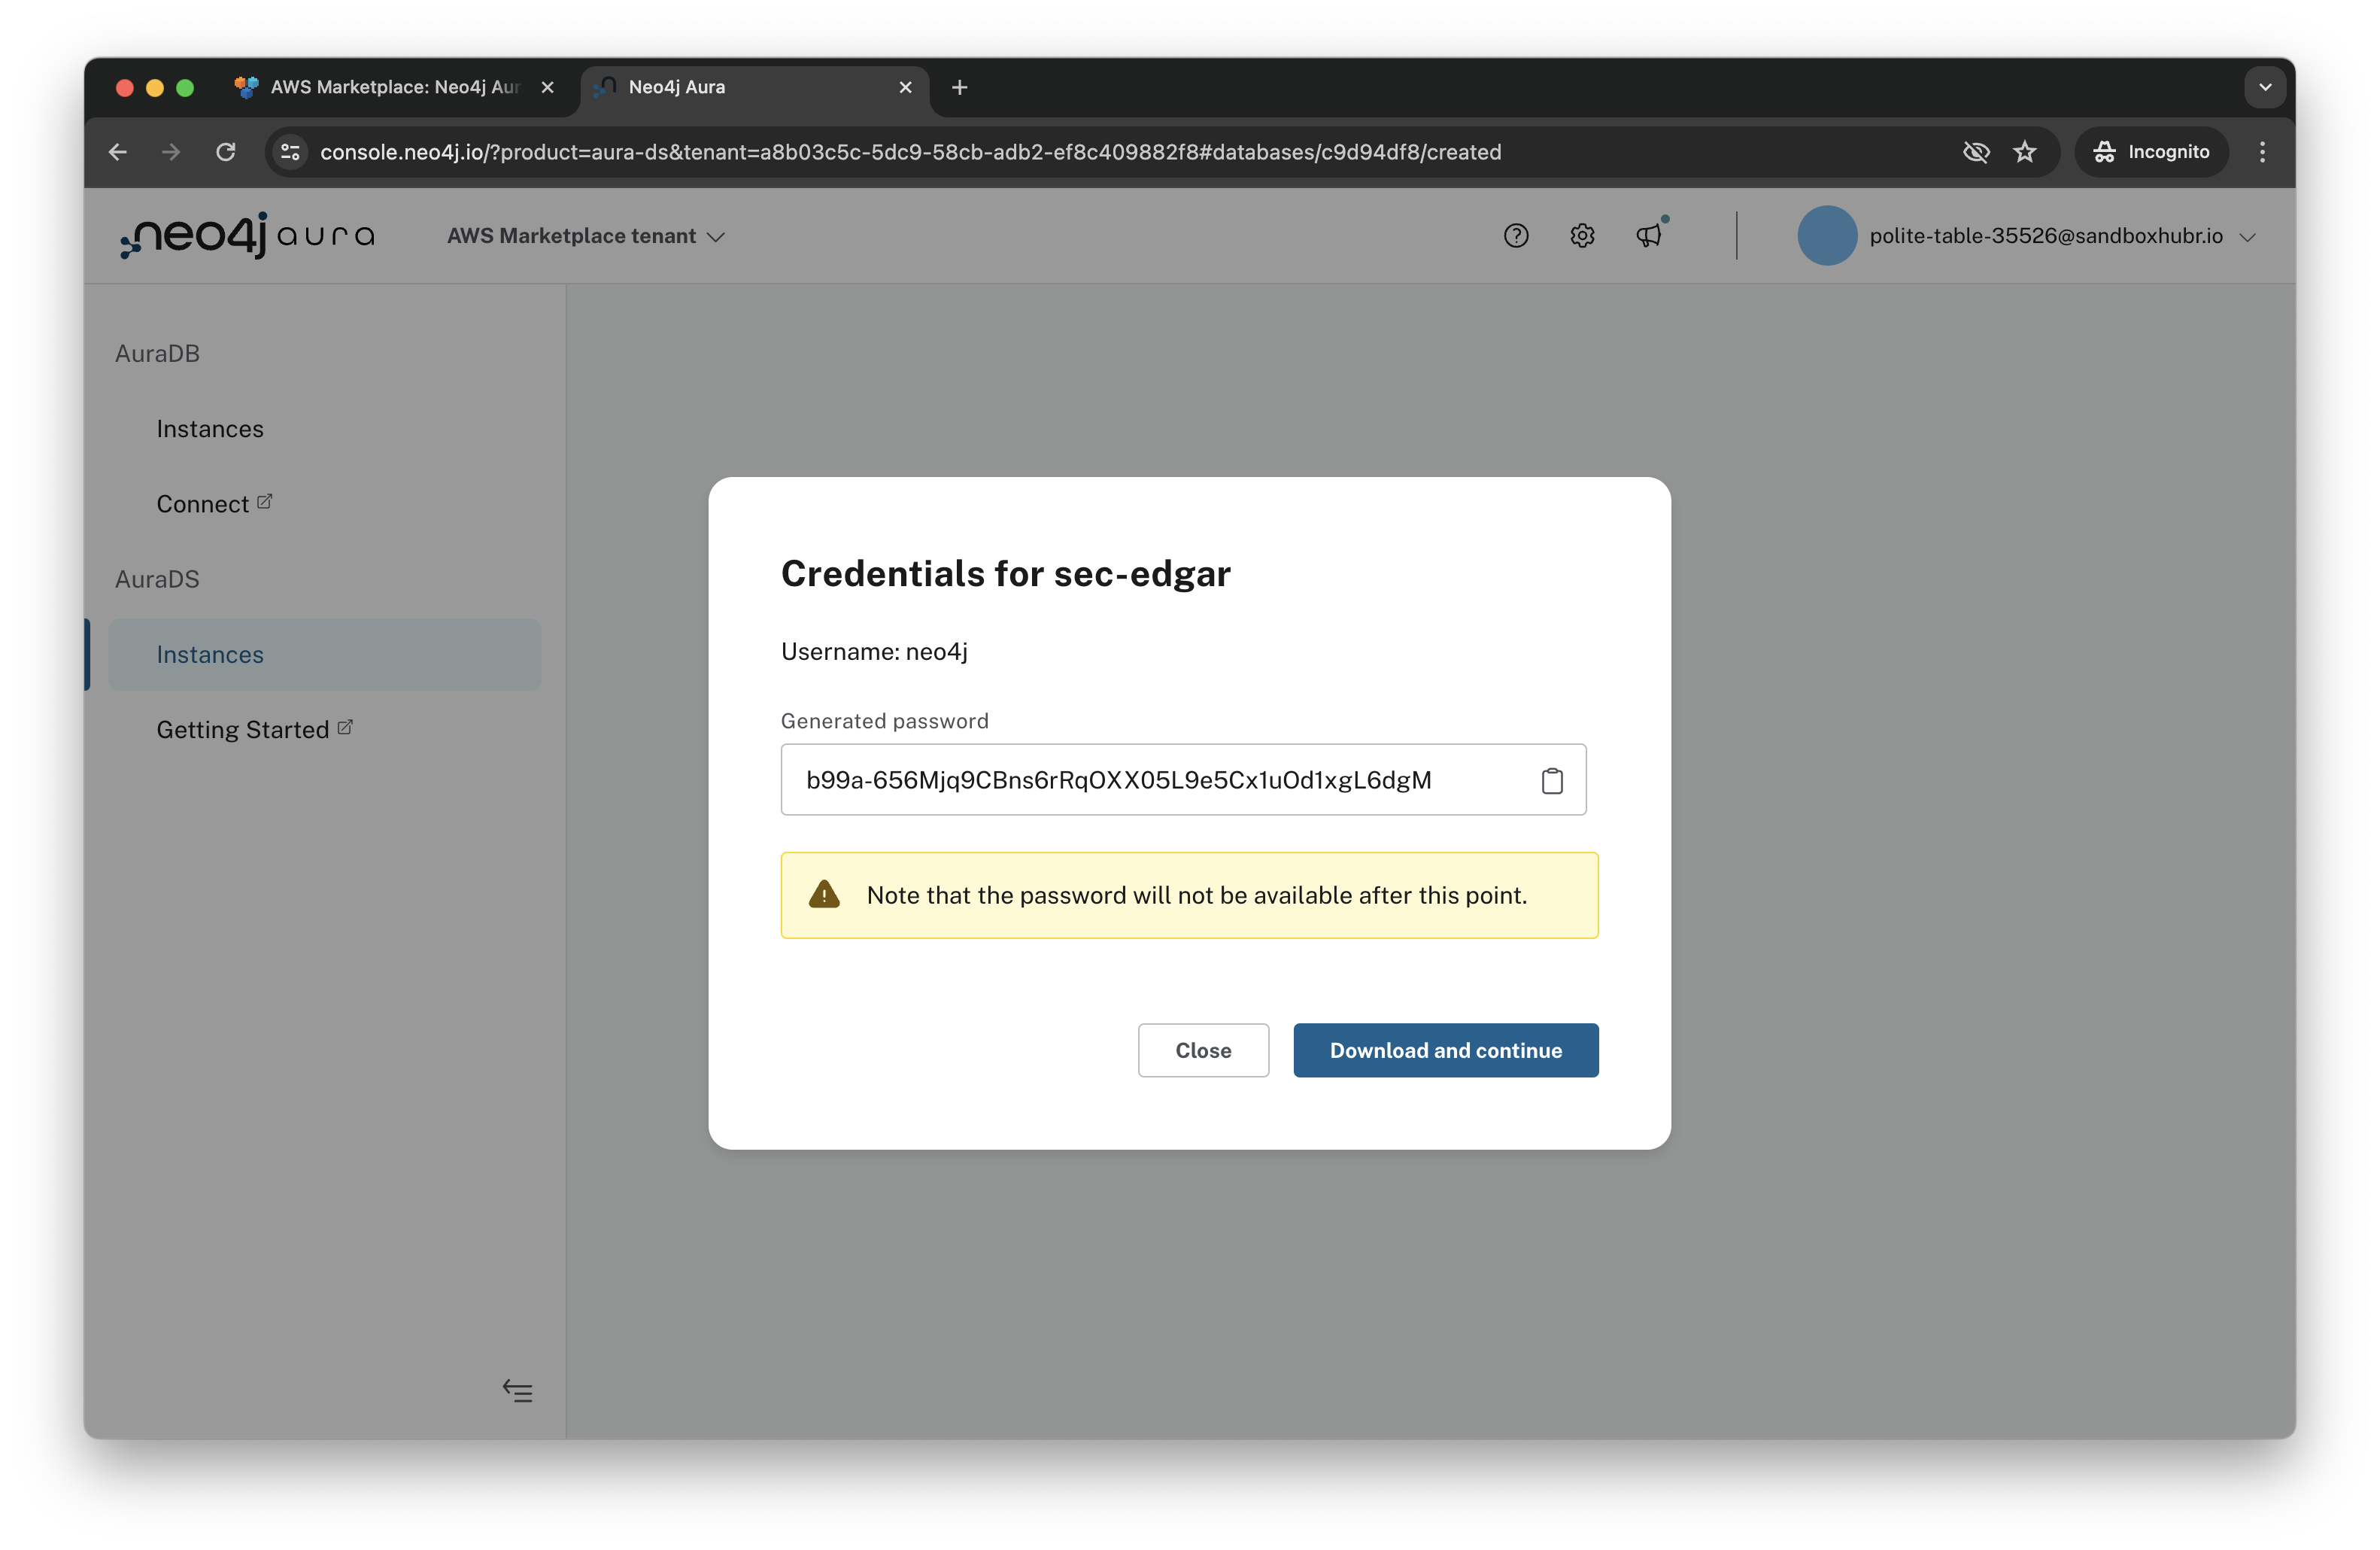 AWS Marketplace: Neo4j Aur
Neo4j Aura
console.neo4j.io/?product=aura-ds&tenant=a8b03c5c-5dc9-58cb-adb2-ef8c409882f8#databases/c9d94df8/created
Incognito
neo4j aura
AWS Marketplace tenant
polite-table-35526@sandboxhubr.io
AuraDB
Instances
Connect
AuraDS
Instances
Getting Started
Credentials for sec-edgar
Username: neo4j
Generated password
b99a-656Mjq9CBns6rRqOXX05L9e5Cx1uOd1xgL6dgM
Note that the password will not be available after this point.
Close
Download and continue